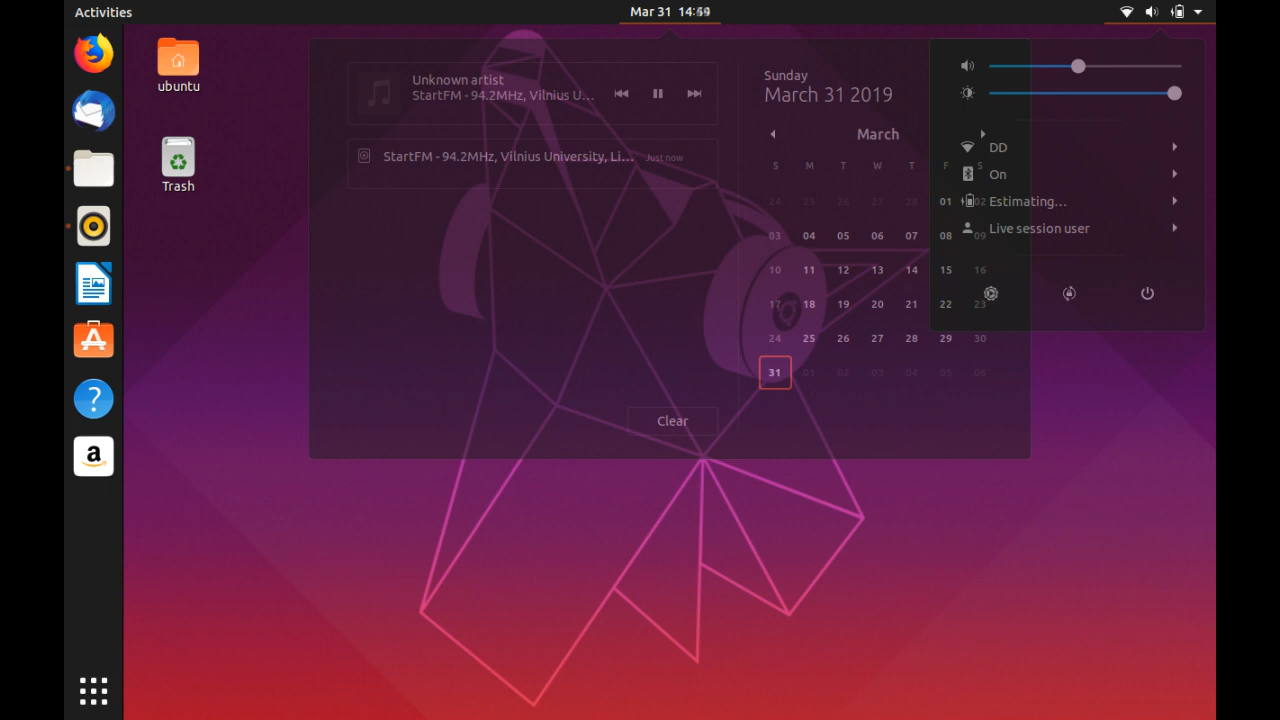 Activities
Mar 31
ubuntu
Trash
Unknown artist
StartFM - 94.2MHz, Vilnius U...
StartFM - 94.2MHz, Vilnius University, Li...
Just now
Clear
Sunday
March 31 2019
March
S M T W T F S
24 25 26 27 28 01 02
03 04 05 06 07 08 09
10 11 12 13 14 15 16
17 18 19 20 21 22 23
24 25 26 27 28 29 30
31 01 02 03 04 05 06
DD
On
Estimating...
Live session user
a